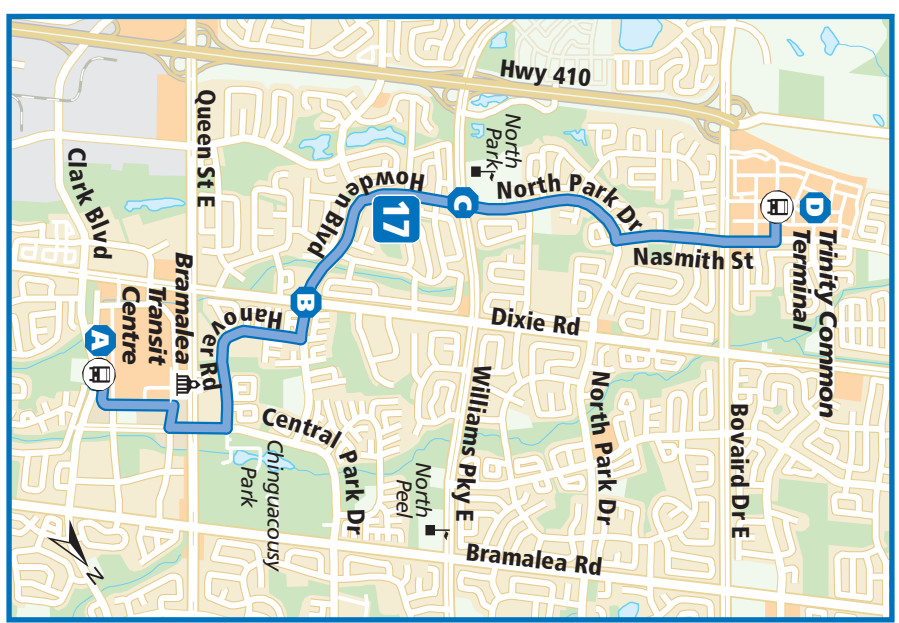 Hwy 410
Queen St E
Clark Blvd
North
Park
Howden Blvd
17
C
North Park Dr
D
Trinity Common
Terminal
Nasmith St
B
Dixie Rd
Hanover Rd
Bramalea
Transit
Centre
A
Central Park Dr
Chinguacousy
Park
Williams Pky E
North
Peel
North Park Dr
Bovaird Dr E
Bramalea Rd
N